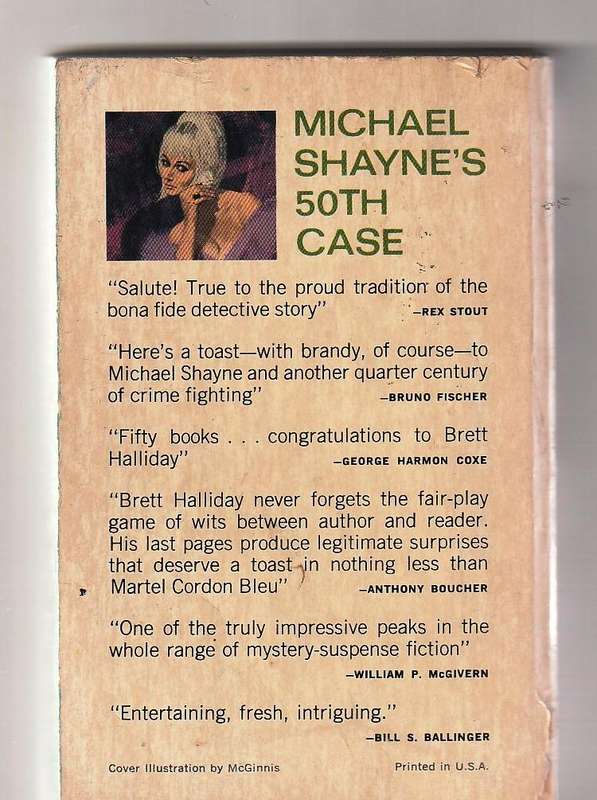 MICHAEL
SHAYNE'S
50TH
CASE
“Salute! True to the proud tradition of the
bona fide detective story” —REX STOUT
“Here's a toast—with brandy, of course—to
Michael Shayne and another quarter century
of crime fighting” —BRUNO FISCHER
“Fifty books . . . congratulations to Brett
Halliday” —GEORGE HARMON COXE
“Brett Halliday never forgets the fair-play
game of wits between author and reader.
His last pages produce legitimate surprises
that deserve a toast in nothing less than
Martel Cordon Bleu” —ANTHONY BOUCHER
“One of the truly impressive peaks in the
whole range of mystery-suspense fiction”
—WILLIAM P. McGIVERN
“Entertaining, fresh, intriguing.”
—BILL S. BALLINGER
Cover Illustration by McGinnis Printed in U.S.A.